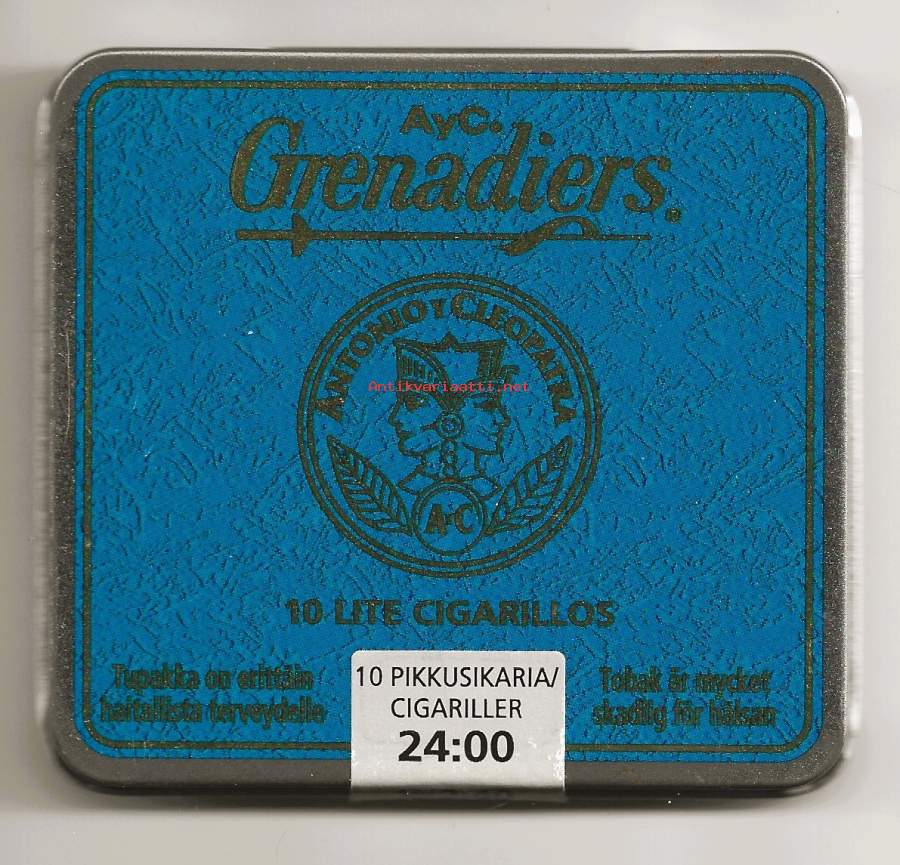 AyC.
Grenadiers®
ANTONIO Y CLEOPATRA
Antikvariaatti.net
A·C
10 LITE CIGARILLOS
Tupakka on erittäin
haitallista terveydelle
10 PIKKUSIKARIA/
CIGARILLER
24:00
Tobak är mycket
skadlig för hälsan